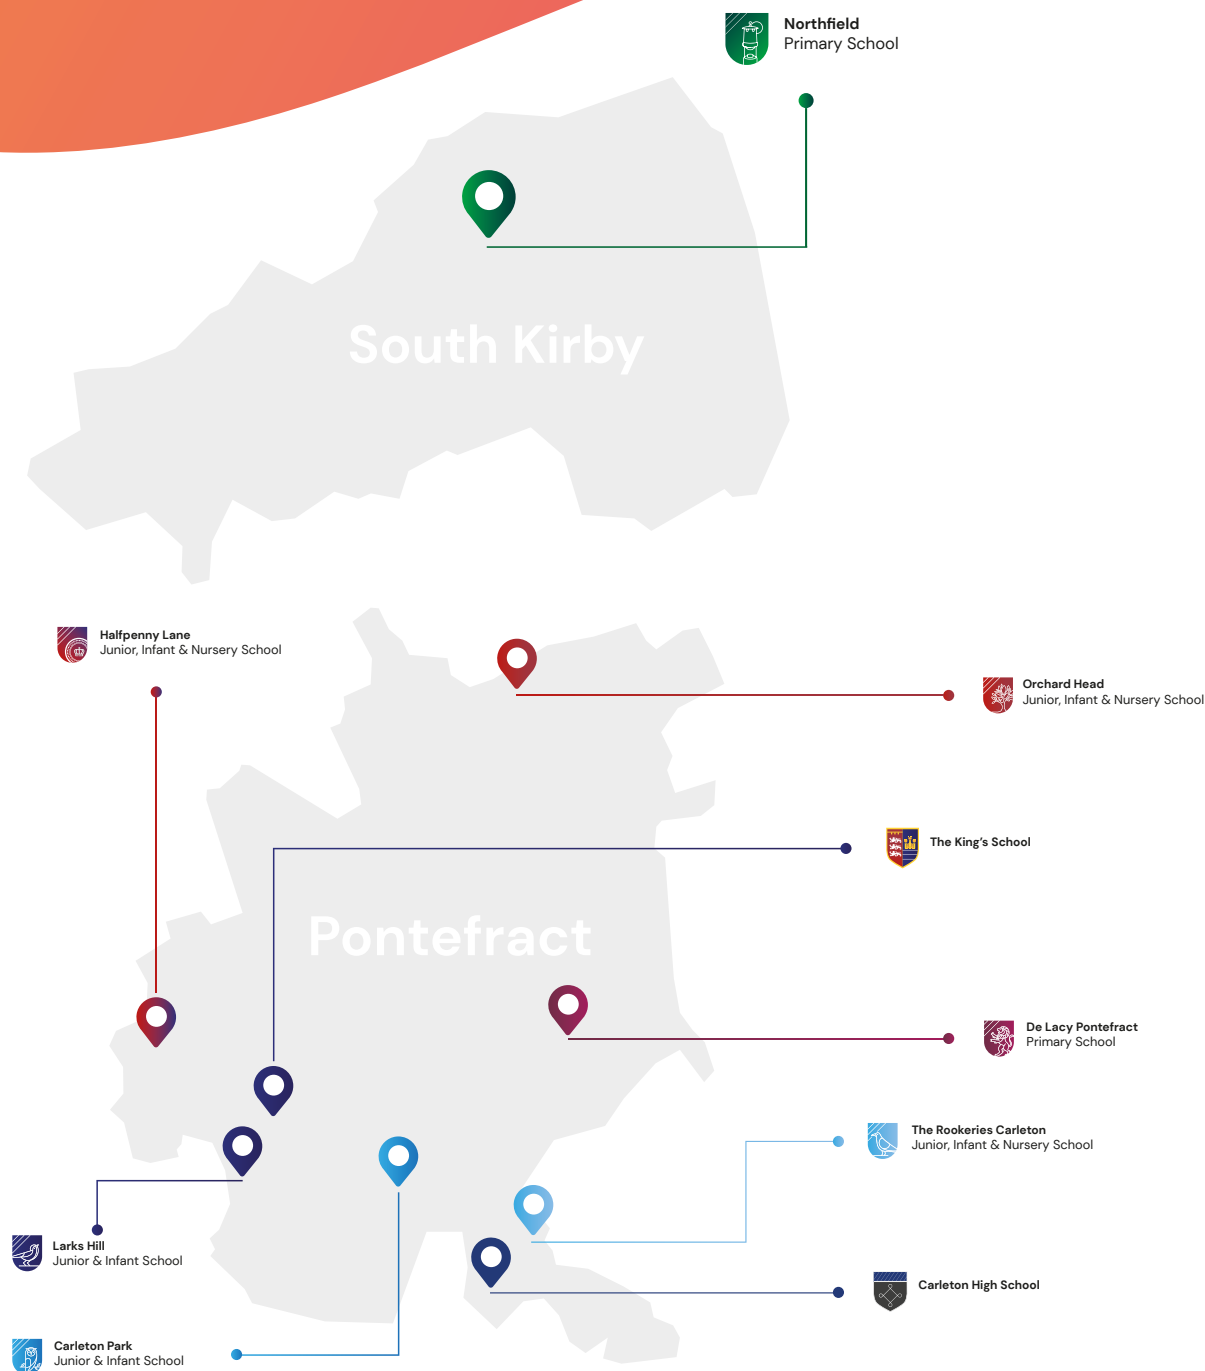 Northfield
Primary School
South Kirby
Halfpenny Lane
Junior, Infant & Nursery School
Orchard Head
Junior, Infant & Nursery School
The King's School
Pontefract
De Lacy Pontefract
Primary School
The Rookeries Carleton
Junior, Infant & Nursery School
Larks Hill
Junior & Infant School
Carleton High School
Carleton Park
Junior & Infant School